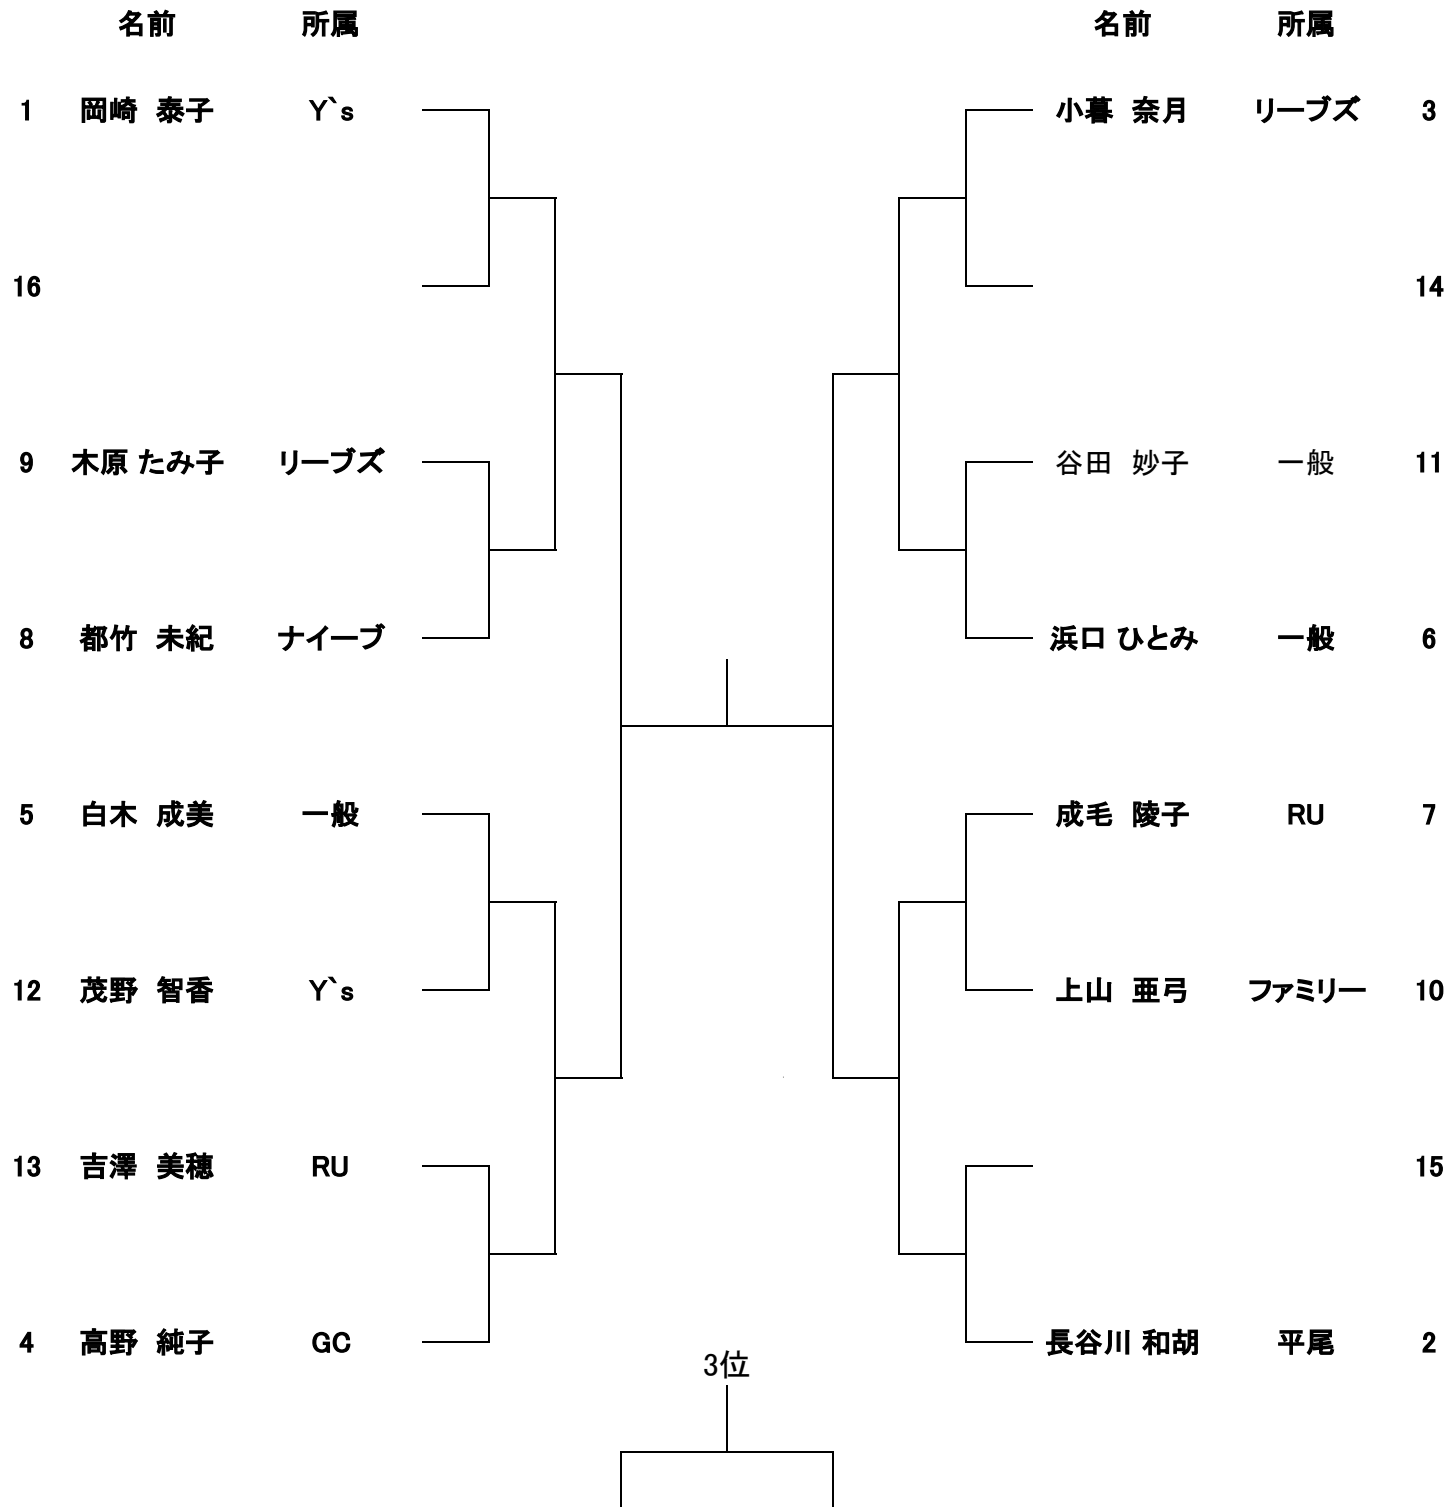 名前 所属 名前 所属
1 岡崎 泰子 Y`s 小暮 奈月 リーブズ 3
16 14
9 木原 たみ子 リーブズ 谷田 妙子 一般 11
8 都竹 未紀 ナイーブ 浜口 ひとみ 一般 6
5 白木 成美 一般 成毛 陵子 RU 7
12 茂野 智香 Y`s 上山 亜弓 ファミリー 10
13 吉澤 美穂 RU 15
4 高野 純子 GC 長谷川 和胡 平尾 2
3位